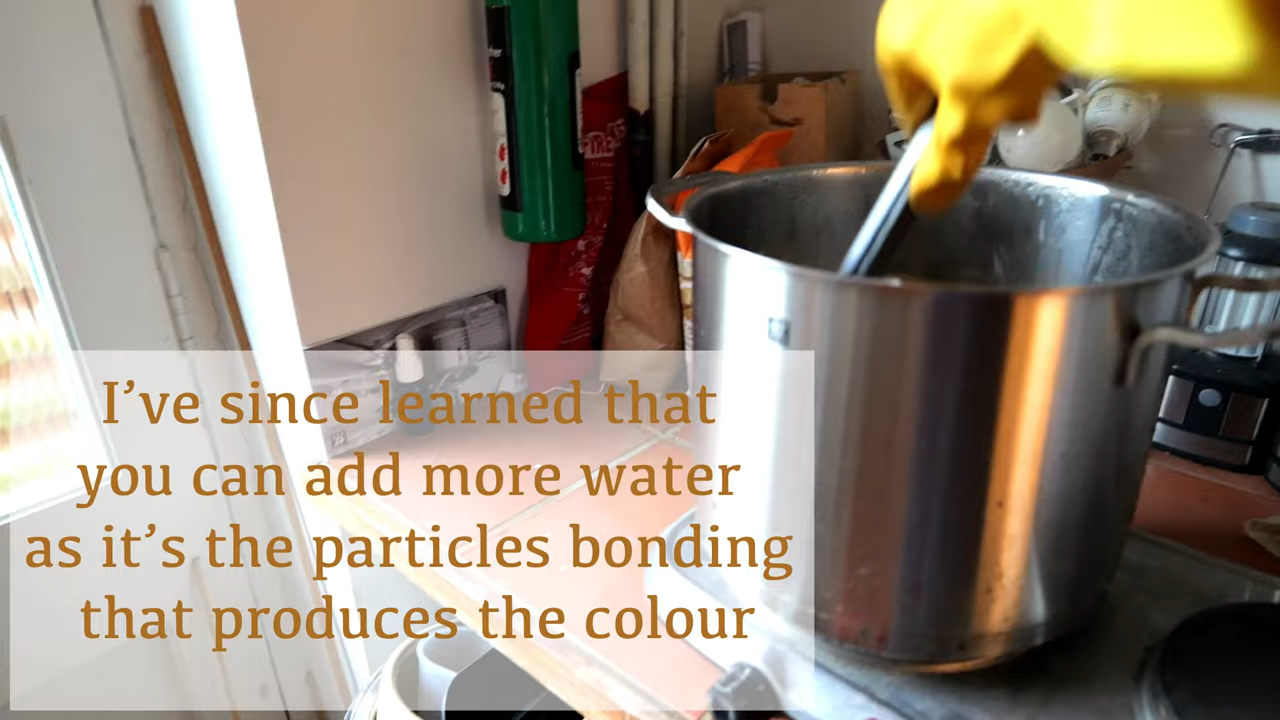 I’ve since learned that
you can add more water
as it’s the particles bonding
that produces the colour